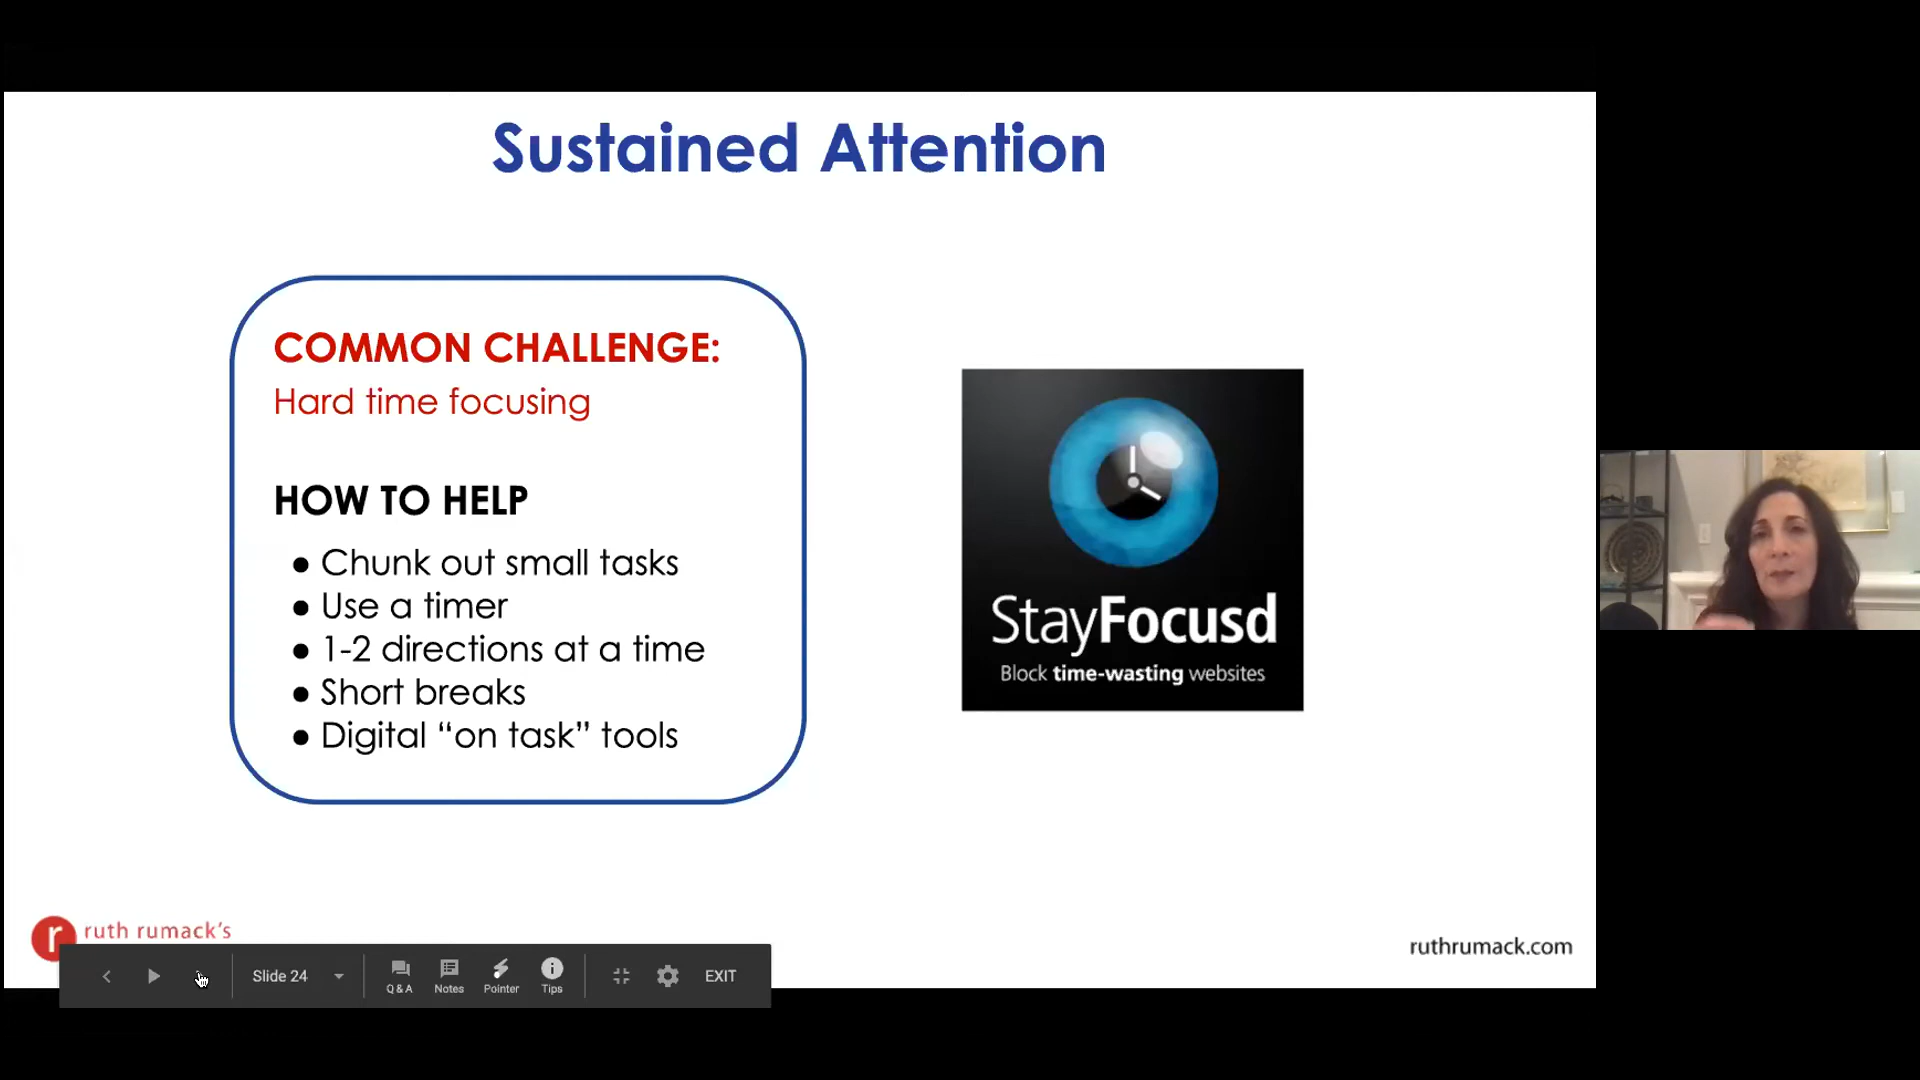 Sustained Attention
COMMON CHALLENGE:
Hard time focusing
HOW TO HELP
● Chunk out small tasks
● Use a timer
● 1-2 directions at a time
● Short breaks
● Digital “on task” tools
StayFocusd
Block time-wasting websites
r ruth rumack's
ruthrumack.com
Slide 24
Q & A
Notes
Pointer
Tips
EXIT